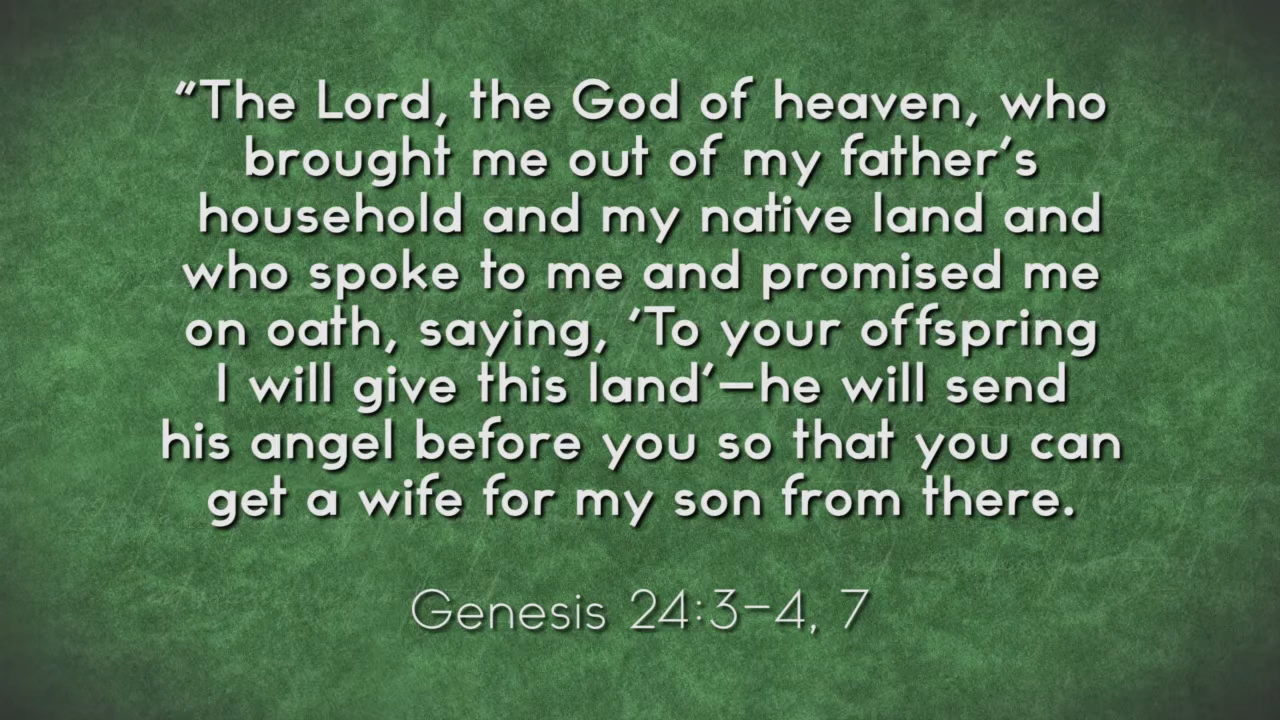 “The Lord, the God of heaven, who
brought me out of my father’s
household and my native land and
who spoke to me and promised me
on oath, saying, ‘To your offspring
I will give this land’—he will send
his angel before you so that you can
get a wife for my son from there.
Genesis 24:3–4, 7